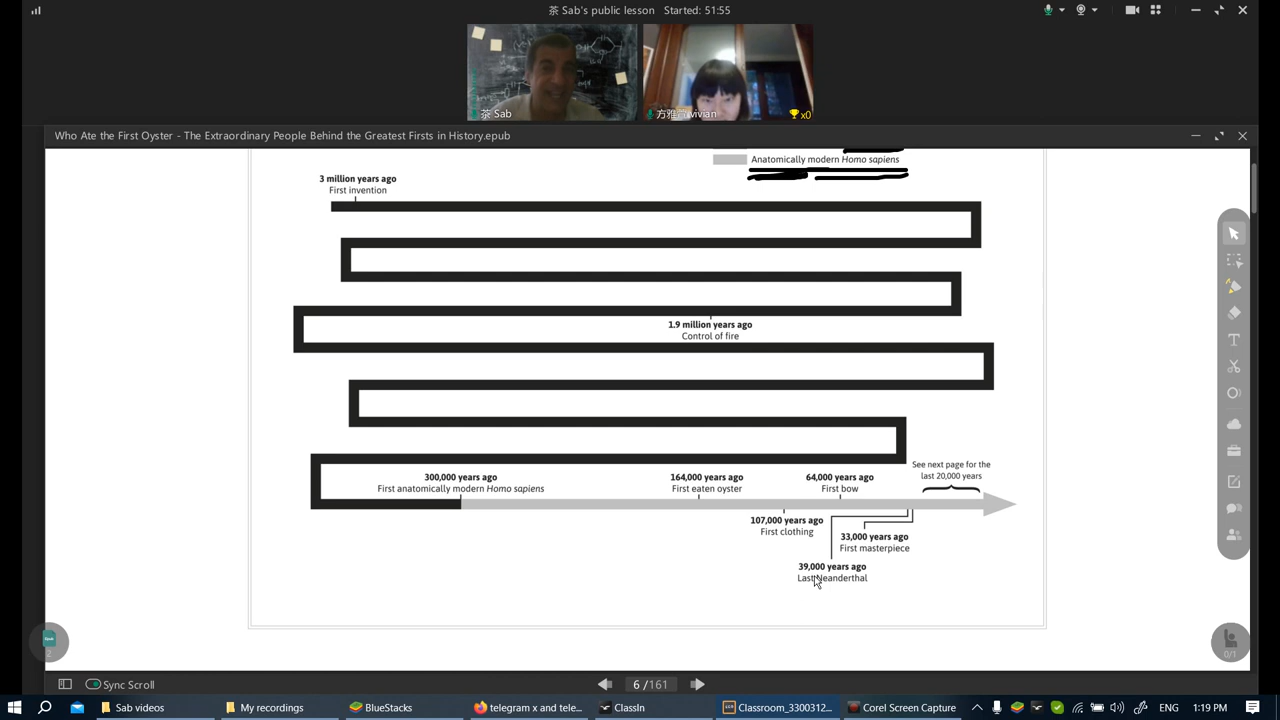 茶 Sab's public lesson
Started: 51:55
茶 Sab
vivian
x0
Who Ate the First Oyster - The Extraordinary People Behind the Greatest Firsts in History.epub
Anatomically modern Homo sapiens
3 million years ago
First invention
1.9 million years ago
Control of fire
300,000 years ago
First anatomically modern Homo sapiens
164,000 years ago
First eaten oyster
64,000 years ago
First bow
See next page for the
last 20,000 years
107,000 years ago
First clothing
33,000 years ago
First masterpiece
39,000 years ago
Last Neanderthal
2
0/1
Sync Scroll
6 /161
Sab videos
My recordings
BlueStacks
telegram x and tele...
ClassIn
Classroom_3300312...
Corel Screen Capture
ENG
1:19 PM